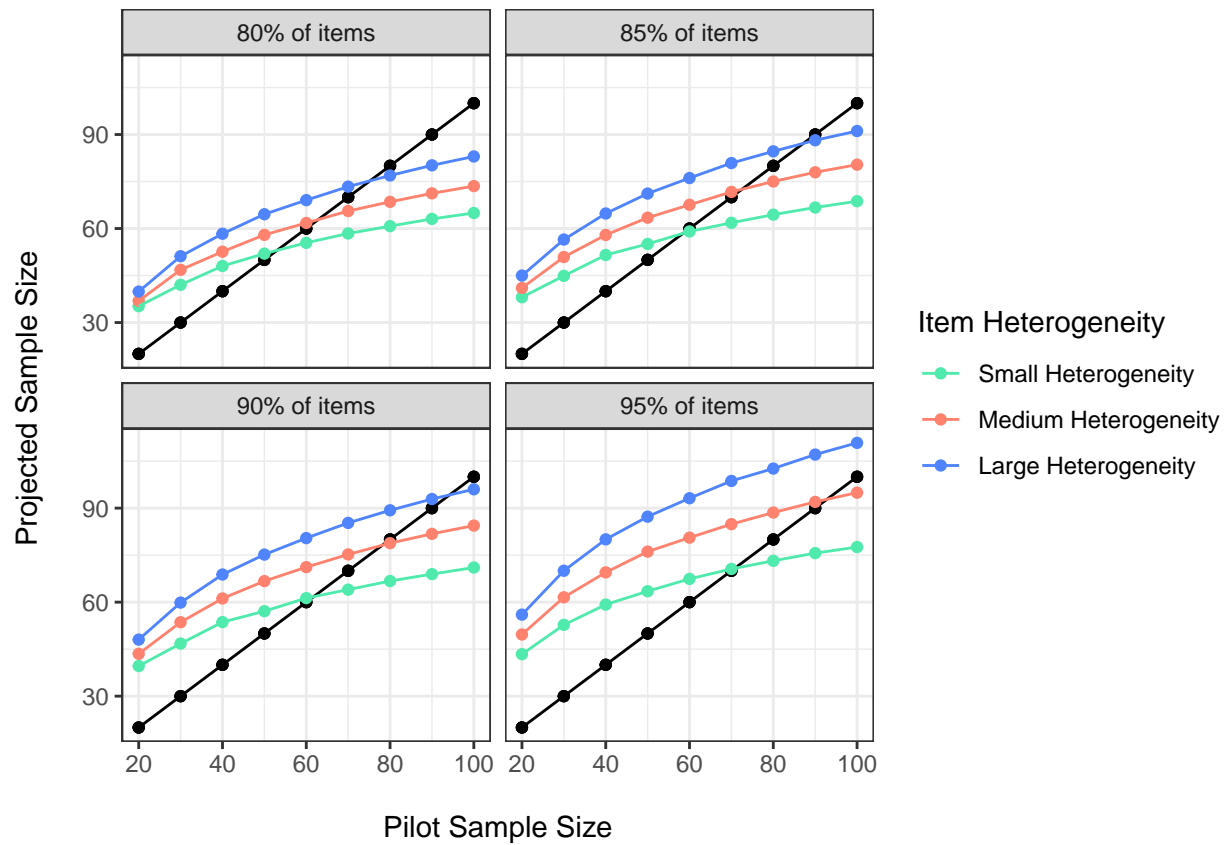 80% of items
85% of items
90
60
30
90% of items
95% of items
90
60
30
20 40 60 80 100
20 40 60 80 100
Pilot Sample Size
Projected Sample Size
Item Heterogeneity
Small Heterogeneity
Medium Heterogeneity
Large Heterogeneity